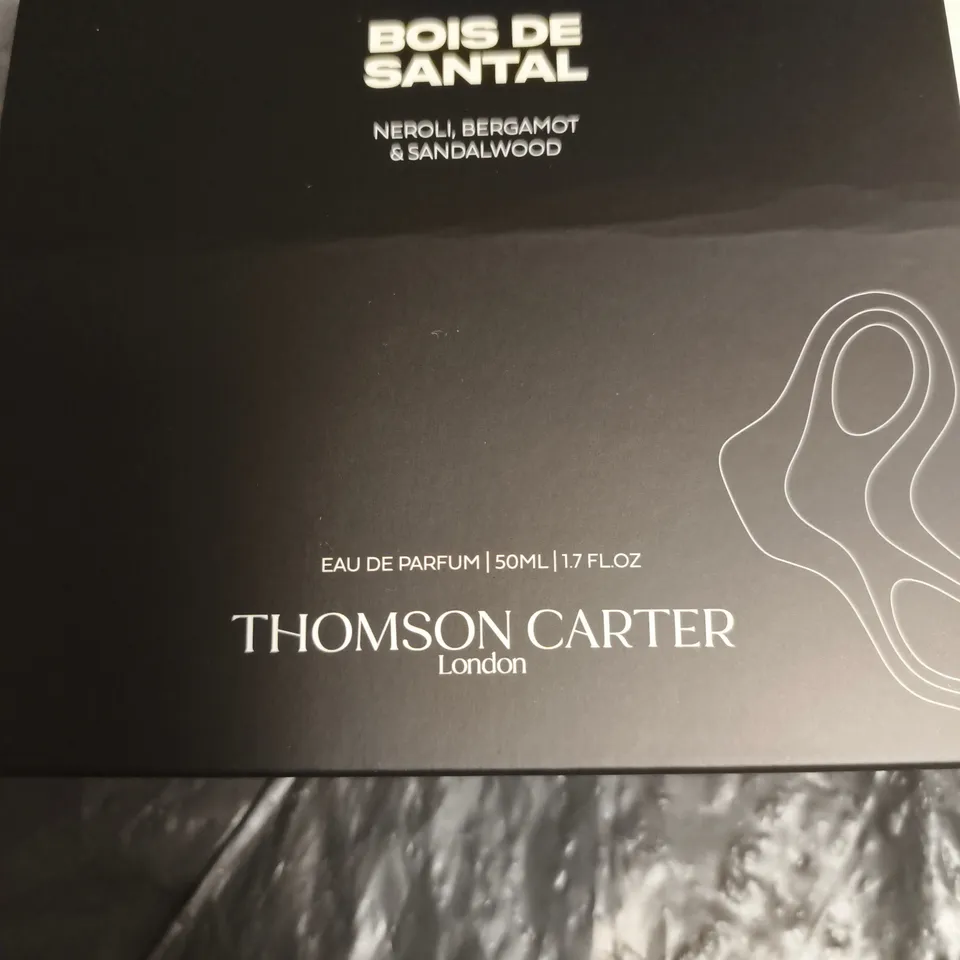 BOIS DE
SANTAL
NEROLI, BERGAMOT
& SANDALWOOD
EAU DE PARFUM | 50ML | 1.7 FL.OZ
THOMSON CARTER
London